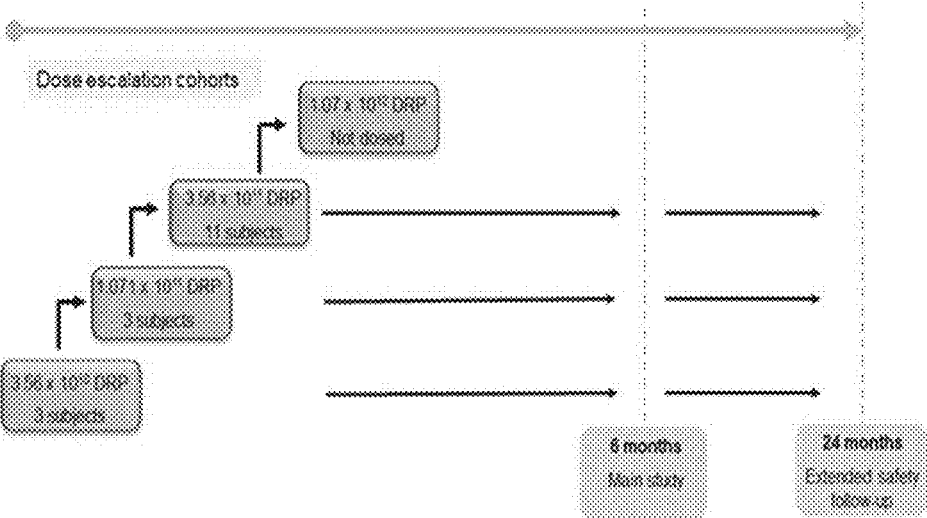 Dose escalation cohorts
DRP
Not dosed
DRP
11 subjects
DRP
3 subjects
DRP
3 subjects
6 months
Main study
24 months
Extended safety
follow-up